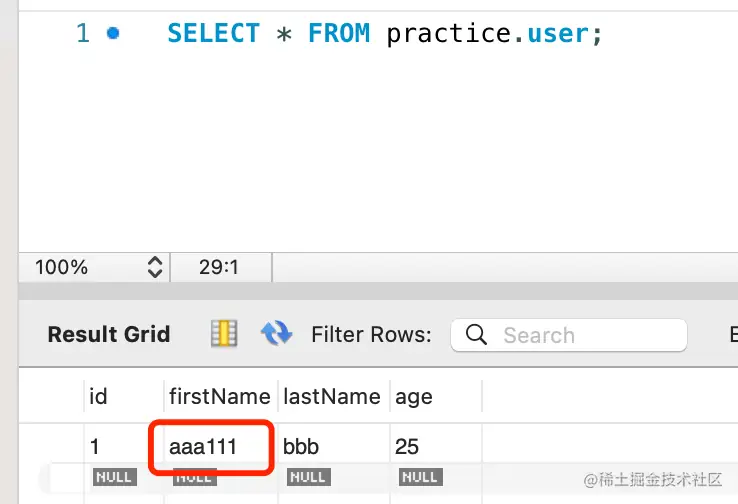 1 SELECT * FROM practice.user;
100% 29:1
Result Grid Filter Rows: Search E
id firstName lastName age
1 aaa111 bbb 25
NULL NULL NULL NULL
@稀土掘金技术社区